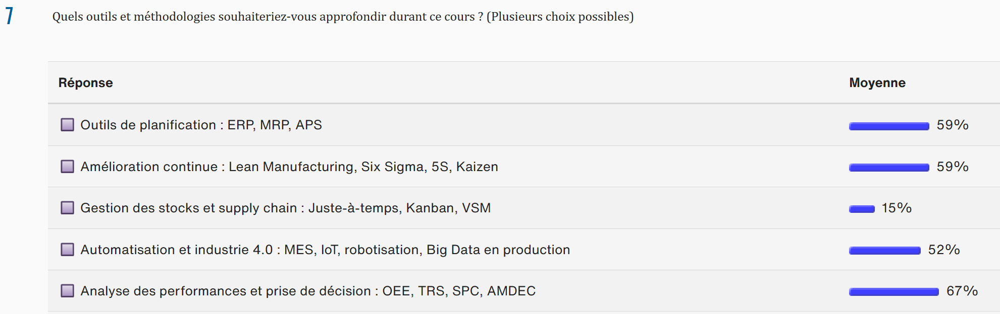 7
Quels outils et méthodologies souhaiteriez-vous approfondir durant ce cours ? (Plusieurs choix possibles)
Réponse Moyenne
Outils de planification : ERP, MRP, APS 59%
Amélioration continue : Lean Manufacturing, Six Sigma, 5S, Kaizen 59%
Gestion des stocks et supply chain : Juste-à-temps, Kanban, VSM 15%
Automatisation et industrie 4.0 : MES, IoT, robotisation, Big Data en production 52%
Analyse des performances et prise de décision : OEE, TRS, SPC, AMDEC 67%